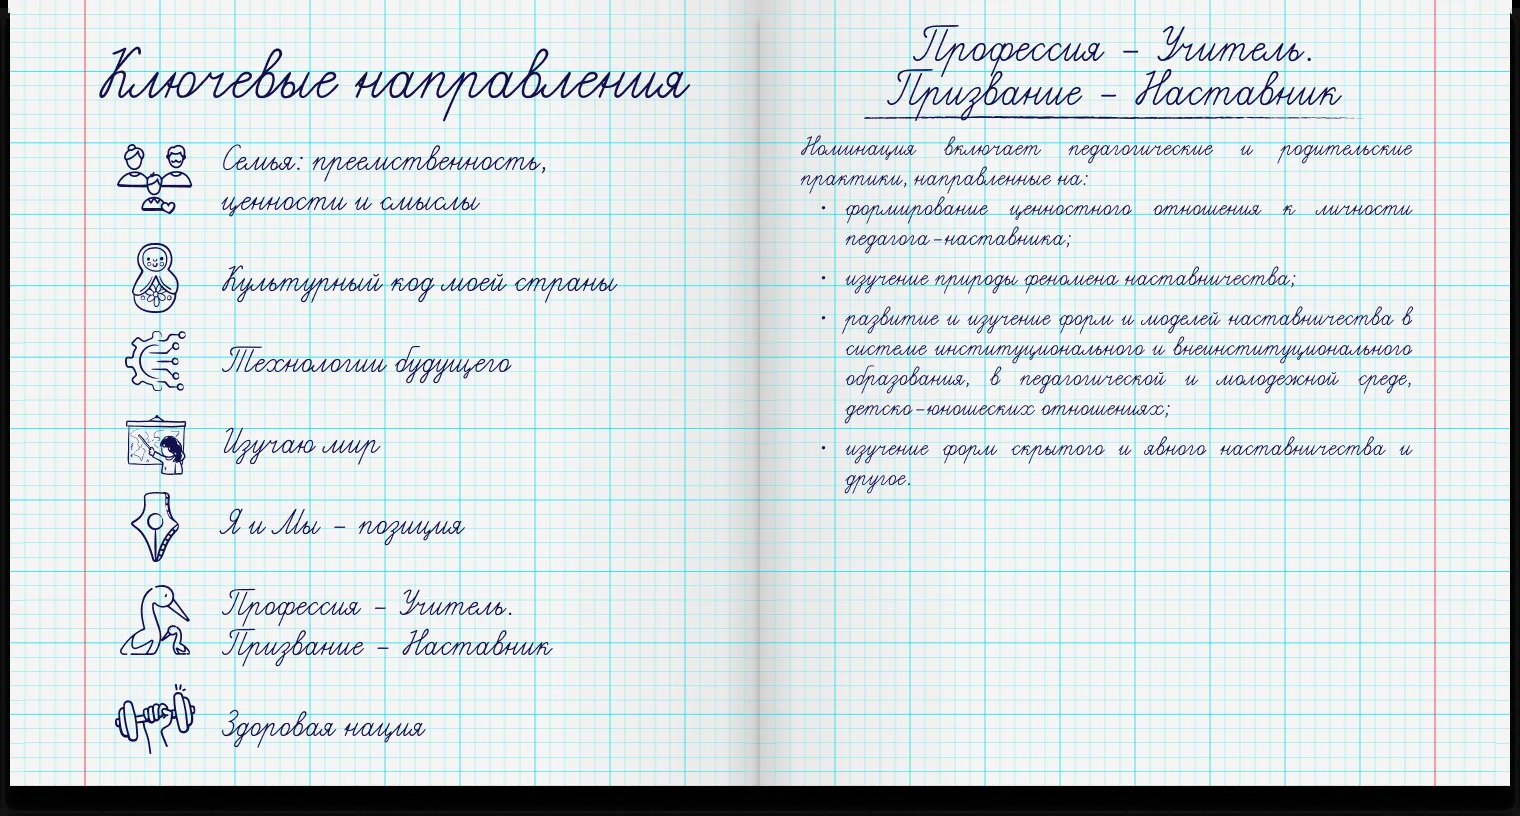 Ключевые направления
Семья: преемственность,
ценности и смыслы
Культурный код моей страны
Технологии будущего
Изучаю мир
Я и Мы – позиция
Профессия – Учитель.
Призвание – Наставник
Здоровая нация
Профессия – Учитель.
Призвание – Наставник
Номинация включает педагогические и родительские
практики, направленные на:
• формирование ценностного отношения к личности
педагога-наставника;
• изучение природы феномена наставничества;
• развитие и изучение форм и моделей наставничества в
системе институционального и внеинституционального
образования, в педагогической и молодежной среде,
детско-юношеских отношениях;
• изучение форм скрытого и явного наставничества и
другое.